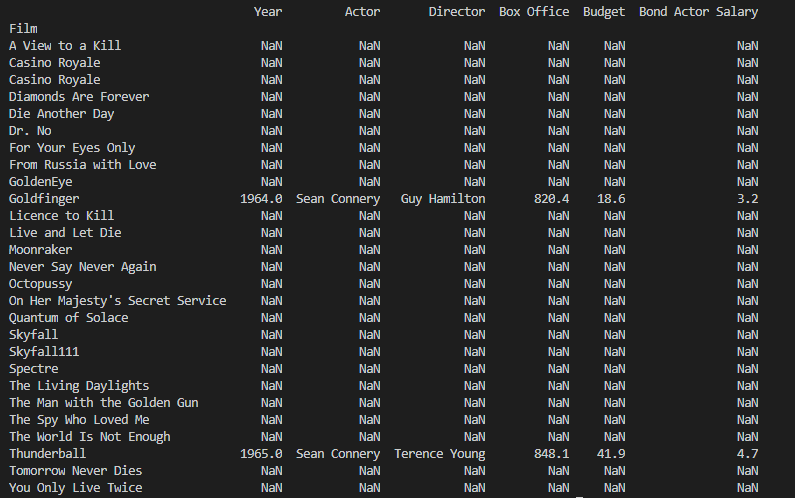 Year Actor Director Box Office Budget Bond Actor Salary
Film
A View to a Kill NaN NaN NaN NaN NaN NaN
Casino Royale NaN NaN NaN NaN NaN NaN
Casino Royale NaN NaN NaN NaN NaN NaN
Diamonds Are Forever NaN NaN NaN NaN NaN NaN
Die Another Day NaN NaN NaN NaN NaN NaN
Dr. No NaN NaN NaN NaN NaN NaN
For Your Eyes Only NaN NaN NaN NaN NaN NaN
From Russia with Love NaN NaN NaN NaN NaN NaN
GoldenEye NaN NaN NaN NaN NaN NaN
Goldfinger 1964.0 Sean Connery Guy Hamilton 820.4 18.6 3.2
Licence to Kill NaN NaN NaN NaN NaN NaN
Live and Let Die NaN NaN NaN NaN NaN NaN
Moonraker NaN NaN NaN NaN NaN NaN
Never Say Never Again NaN NaN NaN NaN NaN NaN
Octopussy NaN NaN NaN NaN NaN NaN
On Her Majesty's Secret Service NaN NaN NaN NaN NaN NaN
Quantum of Solace NaN NaN NaN NaN NaN NaN
Skyfall NaN NaN NaN NaN NaN NaN
Skyfall111 NaN NaN NaN NaN NaN NaN
Spectre NaN NaN NaN NaN NaN NaN
The Living Daylights NaN NaN NaN NaN NaN NaN
The Man with the Golden Gun NaN NaN NaN NaN NaN NaN
The Spy Who Loved Me NaN NaN NaN NaN NaN NaN
The World Is Not Enough NaN NaN NaN NaN NaN NaN
Thunderball 1965.0 Sean Connery Terence Young 848.1 41.9 4.7
Tomorrow Never Dies NaN NaN NaN NaN NaN NaN
You Only Live Twice NaN NaN NaN NaN NaN NaN